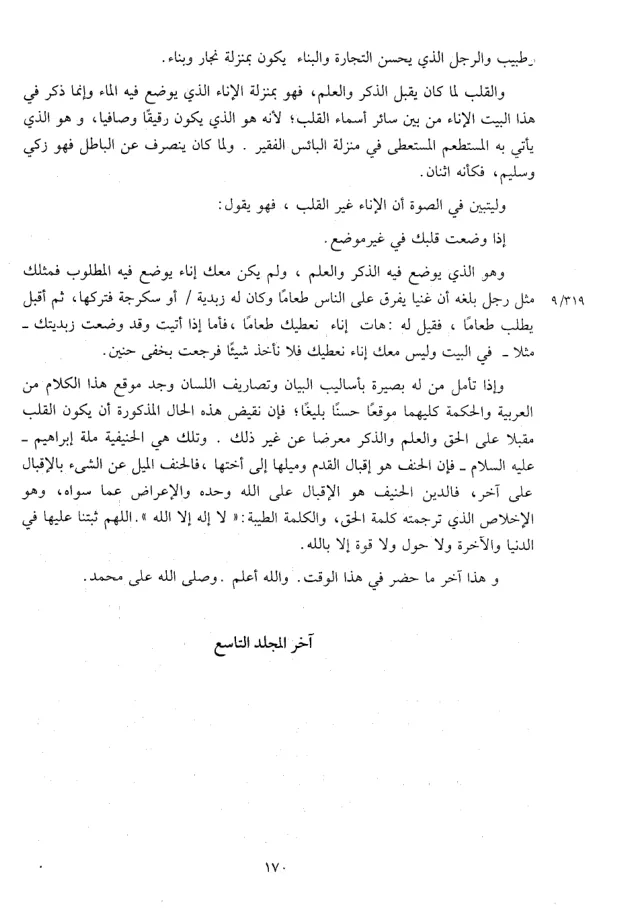 وطبيب والرجل الذي يحسن التجارة والبناء يكون بمنزلة نجار وبناء.
والقلب لما كان يقبل الذكر والعلم، فهو بمنزلة الإناء الذي يوضع فيه الماء وإنما ذكر في
هذا البيت الإناء من بين سائر أسماء القلب؛ لأنه هو الذي يكون رقيقًا وصافيا، و هو الذي
يأتي به المستطعم المستعطى في منزلة البائس الفقير . ولما كان ينصرف عن الباطل فهو زكي
وسليم، فكأنه اثنان.
وليتبين في الصوة أن الإناء غير القلب ، فهو يقول:
إذا وضعت قلبك في غيرموضع.
وهو الذي يوضع فيه الذكر والعلم ، ولم يكن معك إناء يوضع فيه المطلوب فمثلك
٩/٣١٩ مثل رجل بلغه أن غنيا يفرق على الناس طعامًا وكان له زبدية / أو سكرجة فتركها، ثم أقبل
يطلب طعامًا ، فقيل له :هات إناء نعطيك طعامًا ،فأما إذا أتيت وقد وضعت زبديتك ـ
مثلا ـ في البيت وليس معك إناء نعطيك فلا نأخذ شيئًا فرجعت بخفى حنين.
وإذا تأمل من له بصيرة بأساليب البيان وتصاريف اللسان وجد موقع هذا الكلام من
العربية والحكمة كليهما موقعًا حسنًا بليغًا؛ فإن نقيض هذه الحال المذكورة أن يكون القلب
مقبلا على الحق والعلم والذكر معرضا عن غير ذلك . وتلك هي الحنيفية ملة إبراهيم ـ
عليه السلام ـ فإن الحنف هو إقبال القدم وميلها إلى أختها ،فالحنف الميل عن الشىء بالإقبال
على آخر، فالدين الحنيف هو الإقبال على الله وحده والإعراض عما سواه، وهو
الإخلاص الذي ترجمته كلمة الحق، والكلمة الطيبة:« لا إله إلا الله ».اللهم ثبتنا عليها في
الدنيا والآخرة ولا حول ولا قوة إلا بالله.
و هذا آخر ما حضر في هذا الوقت. والله أعلم .وصلى الله على محمد.
آخر المجلد التاسع
١٧٠